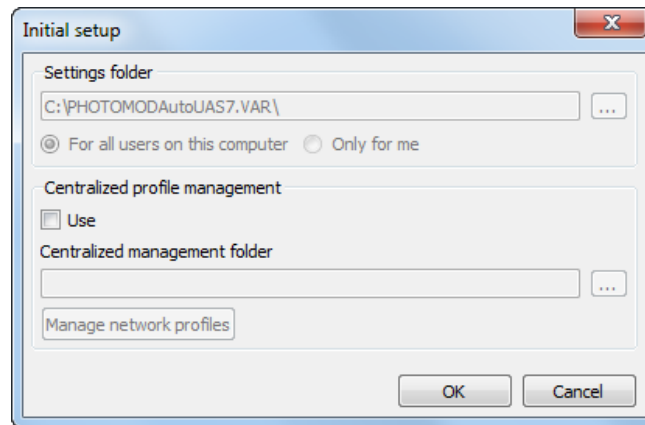 Initial setup
Settings folder
C:\PHOTOMODAutoUAS7.VAR\
...
For all users on this computer Only for me
Centralized profile management
Use
Centralized management folder
...
Manage network profiles
OK Cancel